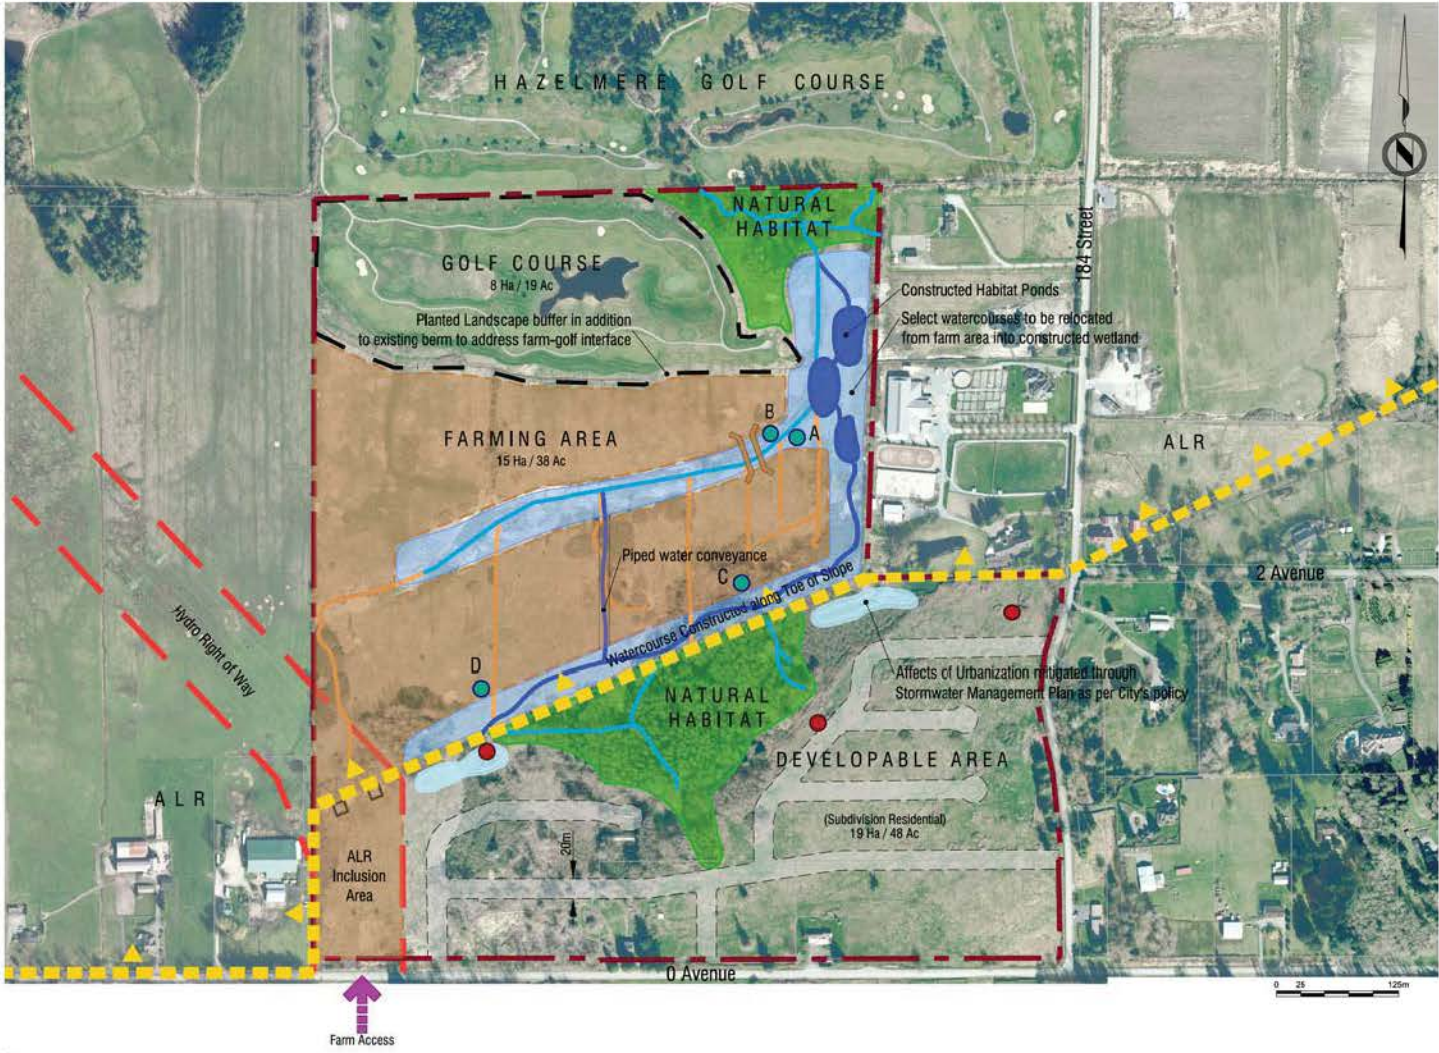 HAZELMERE GOLF COURSE
NATURAL
HABITAT
184 Street
GOLF COURSE
8 Ha / 19 Ac
Constructed Habitat Ponds
Planted Landscape buffer in addition
to existing berm to address farm-golf interface
Select watercourses to be relocated
from farm area into constructed wetland
B
A
FARMING AREA
15 Ha / 38 Ac
ALR
Piped water conveyance
C
2 Avenue
Watercourse Constructed along Toe of Slope
Hydro Right of Way
D
Affects of Urbanization mitigated through
Stormwater Management Plan as per City's policy
NATURAL
HABITAT
DEVELOPABLE AREA
ALR
(Subdivision Residential)
19 Ha / 48 Ac
20m
ALR
Inclusion
Area
0 Avenue
0 25 125m
Farm Access